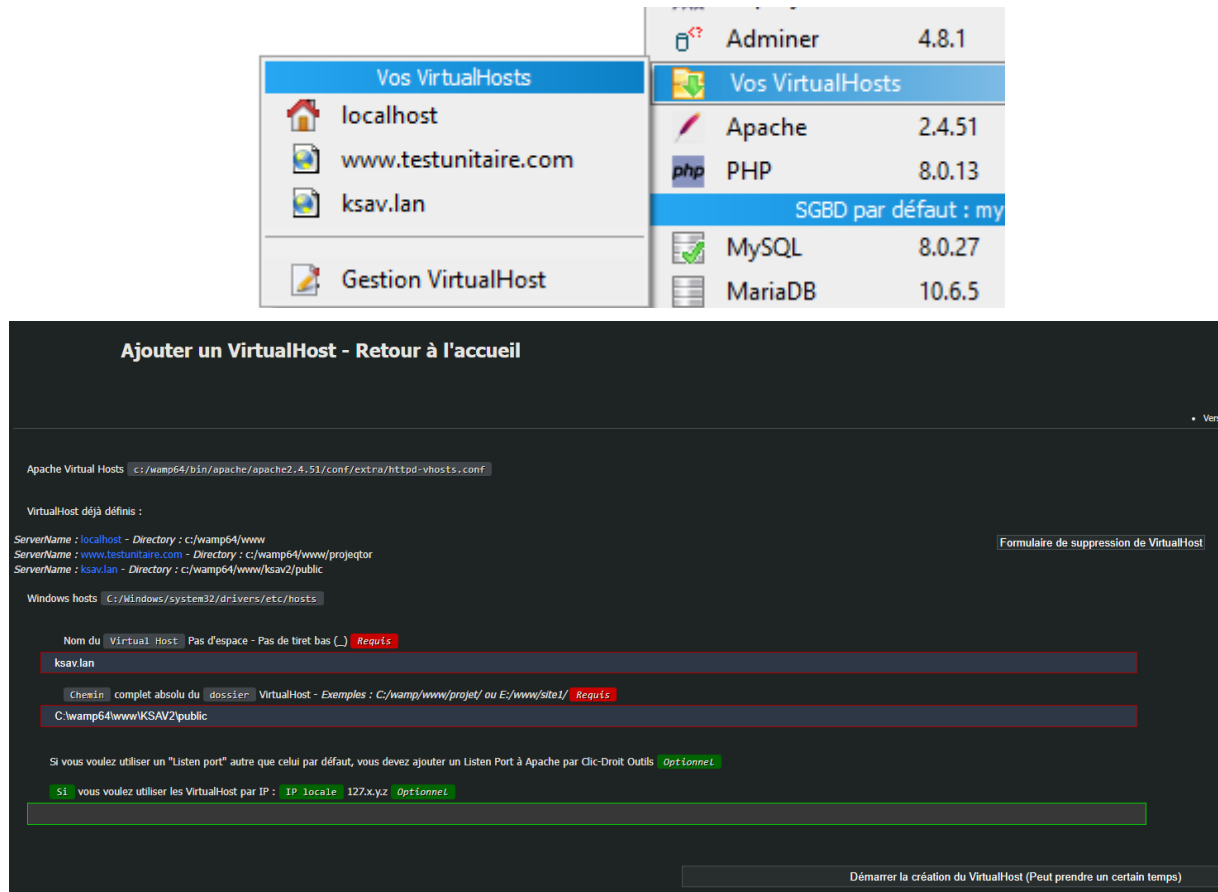 Adminer 4.8.1
Vos VirtualHosts
Vos VirtualHosts
localhost
Apache 2.4.51
www.testunitaire.com
php PHP 8.0.13
ksav.lan
SGBD par défaut : my
MySQL 8.0.27
Gestion VirtualHost
MariaDB 10.6.5
Ajouter un VirtualHost - Retour à l'accueil
• Vers
Apache Virtual Hosts c:/wamp64/bin/apache/apache2.4.51/conf/extra/httpd-vhosts.conf
VirtualHost déjà définis :
ServerName : localhost - Directory : c:/wamp64/www
Formulaire de suppression de VirtualHost
ServerName : www.testunitaire.com - Directory : c:/wamp64/www/projeqtor
ServerName : ksav.lan - Directory : c:/wamp64/www/ksav2/public
Windows hosts C:/Windows/system32/drivers/etc/hosts
Nom du Virtual Host Pas d'espace - Pas de tiret bas (_) Requis
ksav.lan
Chemin complet absolu du dossier VirtualHost - Exemples : C:/wamp/www/projet/ ou E:/www/site1/ Requis
C:\wamp64\www\KSAV2\public
Si vous voulez utiliser un "Listen port" autre que celui par défaut, vous devez ajouter un Listen Port à Apache par Clic-Droit Outils Optionnel
Si vous voulez utiliser les VirtualHost par IP : IP locale 127.x.y.z Optionnel
Démarrer la création du VirtualHost (Peut prendre un certain temps)